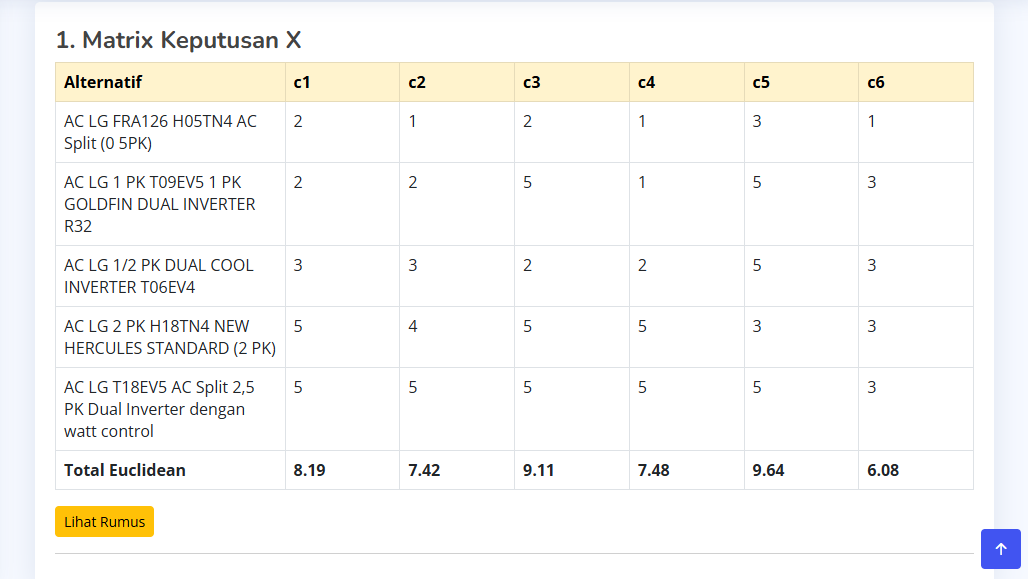 1. Matrix Keputusan X
Alternatif c1 c2 c3 c4 c5 c6
AC LG FRA126 H05TN4 AC 2 1 2 1 3 1
Split (0 5PK)
AC LG 1 PK T09EV5 1 PK 2 2 5 1 5 3
GOLDFIN DUAL INVERTER
R32
AC LG 1/2 PK DUAL COOL 3 3 2 2 5 3
INVERTER T06EV4
AC LG 2 PK H18TN4 NEW 5 4 5 5 3 3
HERCULES STANDARD (2 PK)
AC LG T18EV5 AC Split 2,5 5 5 5 5 5 3
PK Dual Inverter dengan
watt control
Total Euclidean 8.19 7.42 9.11 7.48 9.64 6.08
Lihat Rumus